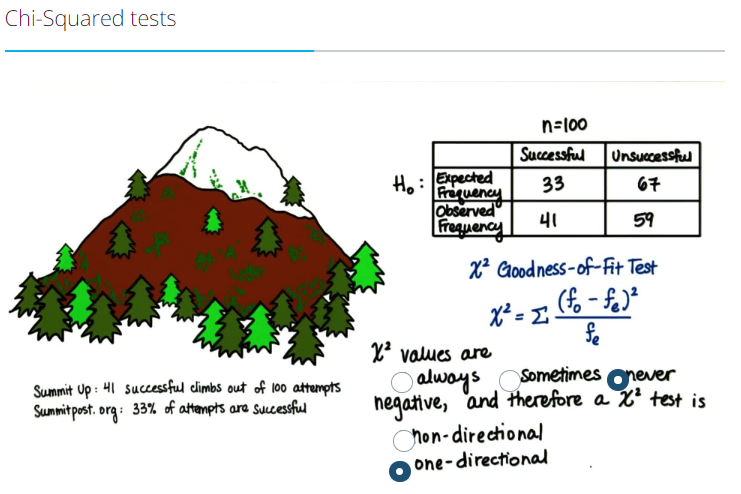 Chi-Squared tests
n=100
Successful Unsuccessful
H₀: Expected Frequency 33 67
Observed Frequency 41 59
χ² Goodness-of-Fit Test
χ² = Σ (f₀ - fₑ)² / fₑ
χ² values are
always sometimes never
negative, and therefore a χ² test is
non-directional
one-directional
Summit Up: 41 successful climbs out of 100 attempts
Summitpost.org: 33% of attempts are successful